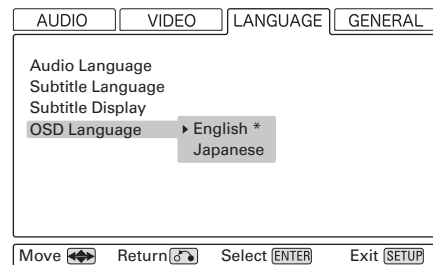 AUDIO VIDEO LANGUAGE GENERAL
Audio Language
Subtitle Language
Subtitle Display
OSD Language English *
Japanese
Move Return Select ENTER Exit SETUP